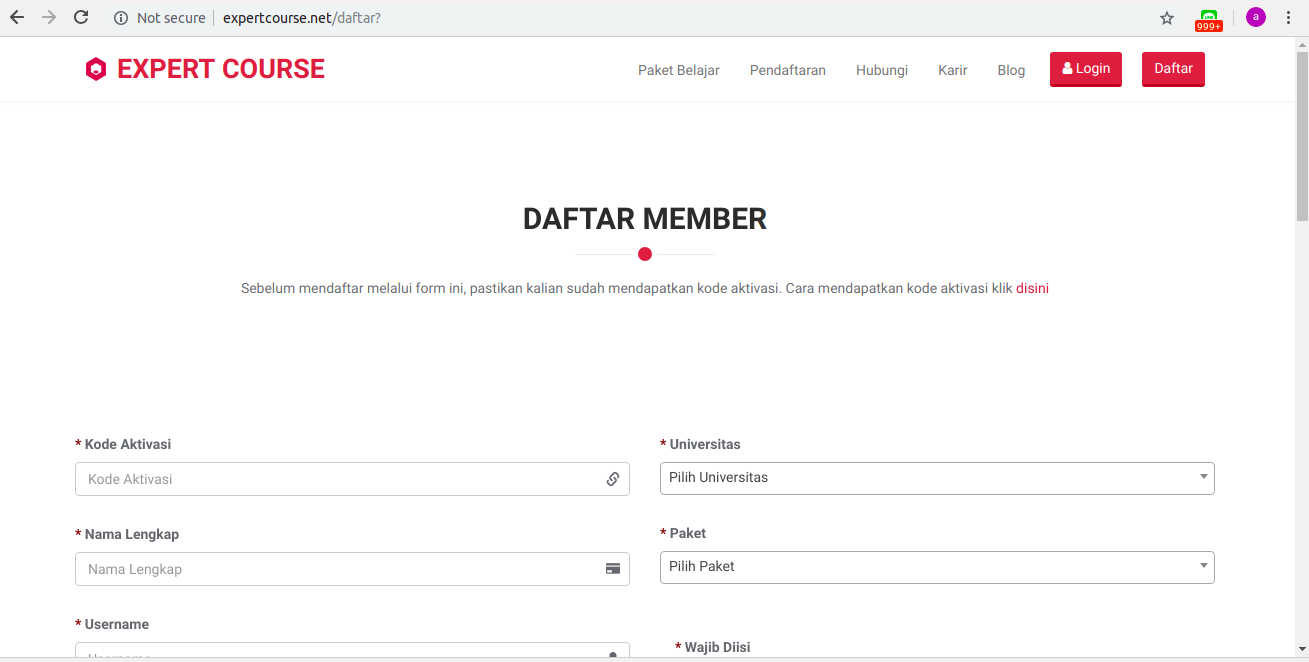 Not secure | expertcourse.net/daftar?
999+
a
EXPERT COURSE
Paket Belajar
Pendaftaran
Hubungi
Karir
Blog
Login
Daftar
DAFTAR MEMBER
Sebelum mendaftar melalui form ini, pastikan kalian sudah mendapatkan kode aktivasi. Cara mendapatkan kode aktivasi klik disini
* Kode Aktivasi
Kode Aktivasi
* Universitas
Pilih Universitas
* Nama Lengkap
Nama Lengkap
* Paket
Pilih Paket
* Username
* Wajib Diisi